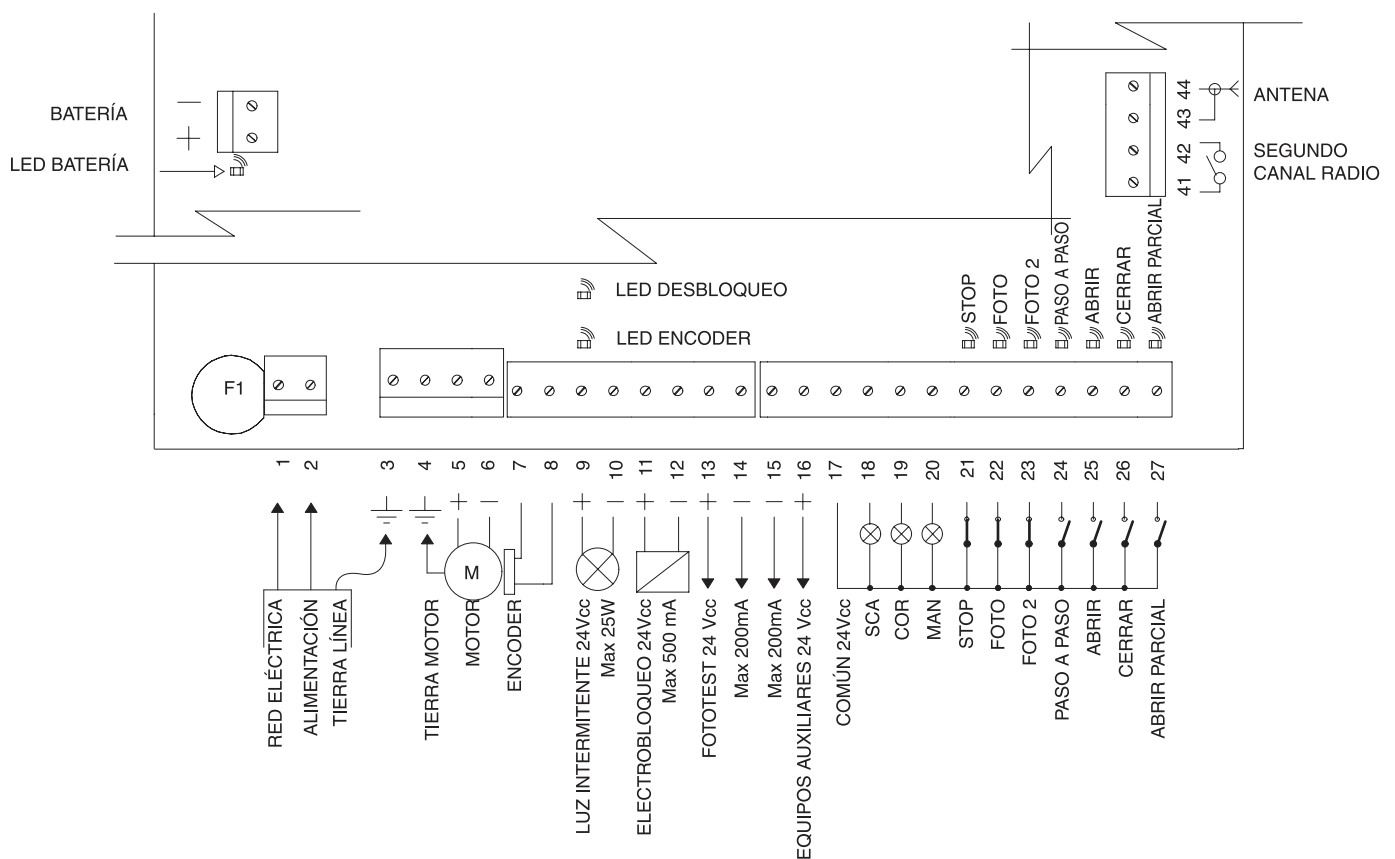 BATERÍA
−
+
LED BATERÍA
44
43
42
41
ANTENA
SEGUNDO
CANAL RADIO
LED DESBLOQUEO
LED ENCODER
STOP
FOTO
FOTO 2
PASO A PASO
ABRIR
CERRAR
ABRIR PARCIAL
F1
1 2 3 4 5 6 7 8 9 10 11 12 13 14 15 16 17 18 19 20 21 22 23 24 25 26 27
+ − + − + − + − − +
M
RED ELÉCTRICA
ALIMENTACIÓN
TIERRA LÍNEA
TIERRA MOTOR
MOTOR
ENCODER
LUZ INTERMITENTE 24Vcc
Max 25W
ELECTROBLOQUEO 24Vcc
Max 500 mA
FOTOTEST 24 Vcc
Max 200mA
Max 200mA
EQUIPOS AUXILIARES 24 Vcc
COMÚN 24Vcc
SCA
COR
MAN
STOP
FOTO
FOTO 2
PASO A PASO
ABRIR
CERRAR
ABRIR PARCIAL